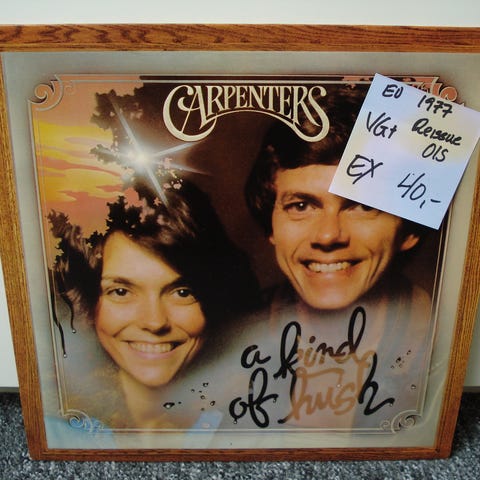 CARPENTERS
EU 1977
VG+ Reissue
OIS
EX 40,-
a kind
of hush